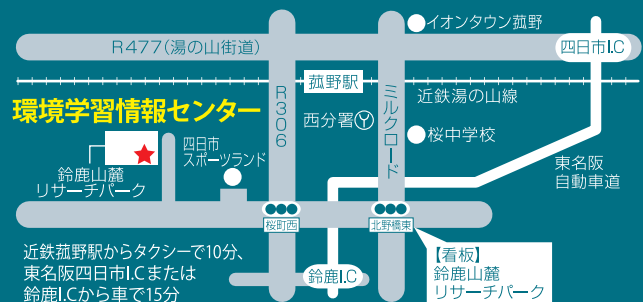 イオンタウン菰野
R477(湯の山街道)
四日市I.C
菰野駅
近鉄湯の山線
環境学習情報センター
R306
ミルクロード
西分署
桜中学校
四日市
スポーツランド
鈴鹿山麓
リサーチパーク
東名阪
自動車道
桜町西
北野橋東
近鉄菰野駅からタクシーで10分、
東名阪四日市I.Cまたは
鈴鹿I.Cから車で15分
鈴鹿I.C
【看板】
鈴鹿山麓
リサーチパーク